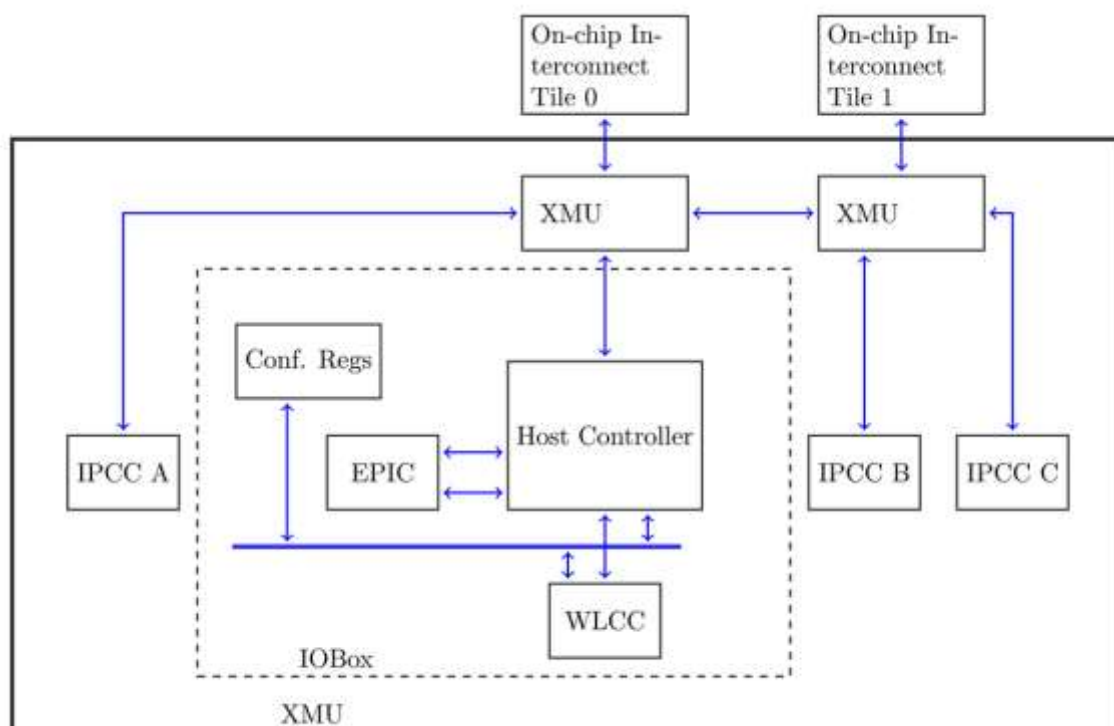 On-chip In-
terconnect
Tile 0
On-chip In-
terconnect
Tile 1
XMU
XMU
Conf. Regs
Host Controller
IPCC A
EPIC
IPCC B
IPCC C
WLCC
IOBox
XMU